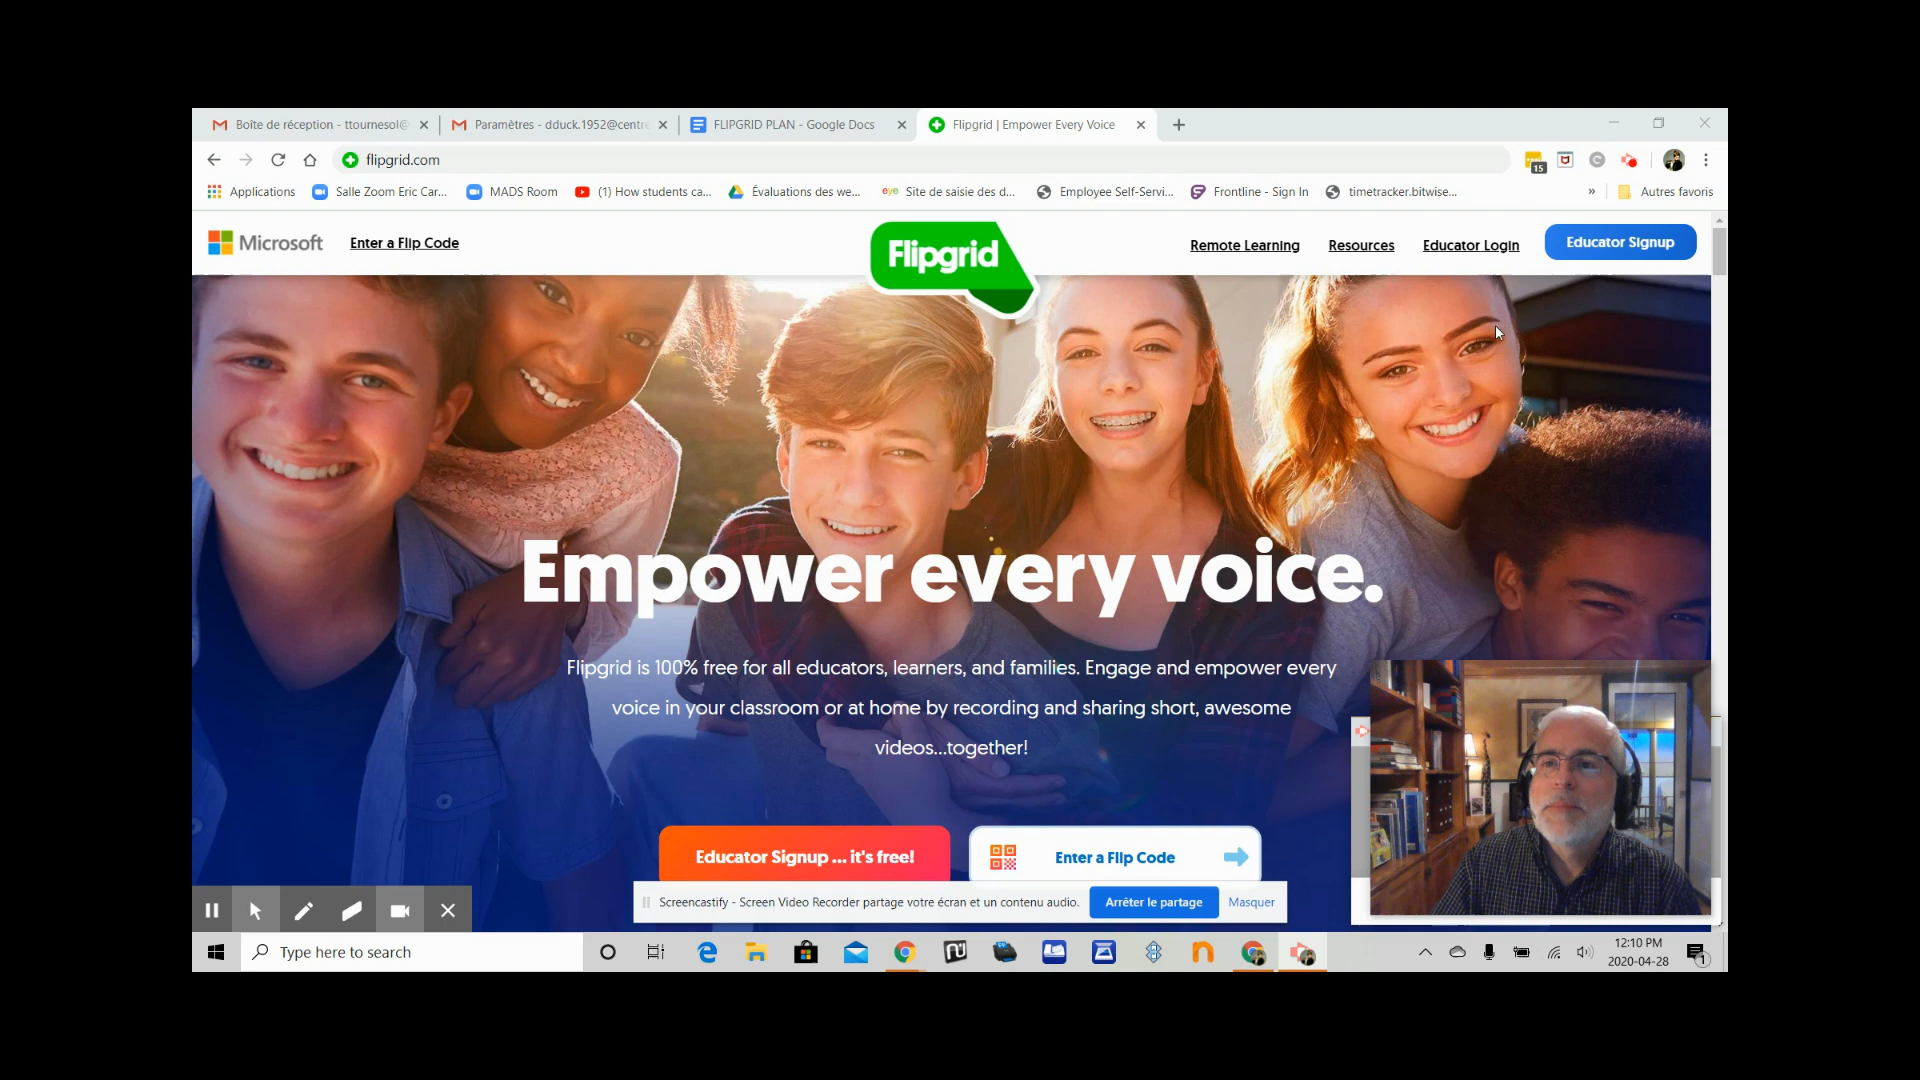 Boîte de réception - ttournesol@
Paramètres - dduck.1952@centre
FLIPGRID PLAN - Google Docs
Flipgrid | Empower Every Voice
flipgrid.com
15
Applications
Salle Zoom Eric Car...
MADS Room
(1) How students ca...
Évaluations des we...
eye
Site de saisie des d...
Employee Self-Servi...
Frontline - Sign In
timetracker.bitwise...
»
Autres favoris
Microsoft
Enter a Flip Code
Flipgrid
Remote Learning
Resources
Educator Login
Educator Signup
Empower every voice.
Flipgrid is 100% free for all educators, learners, and families. Engage and empower every
voice in your classroom or at home by recording and sharing short, awesome
videos...together!
Educator Signup ... it's free!
Enter a Flip Code
Screencastify - Screen Video Recorder partage votre écran et un contenu audio.
Arrêter le partage
Masquer
Type here to search
12:10 PM
2020-04-28
1